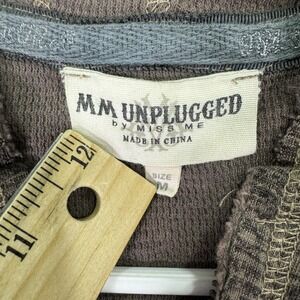 MM UNPLUGGED
by MISS ME
MADE IN CHINA
SIZE
M
12
11